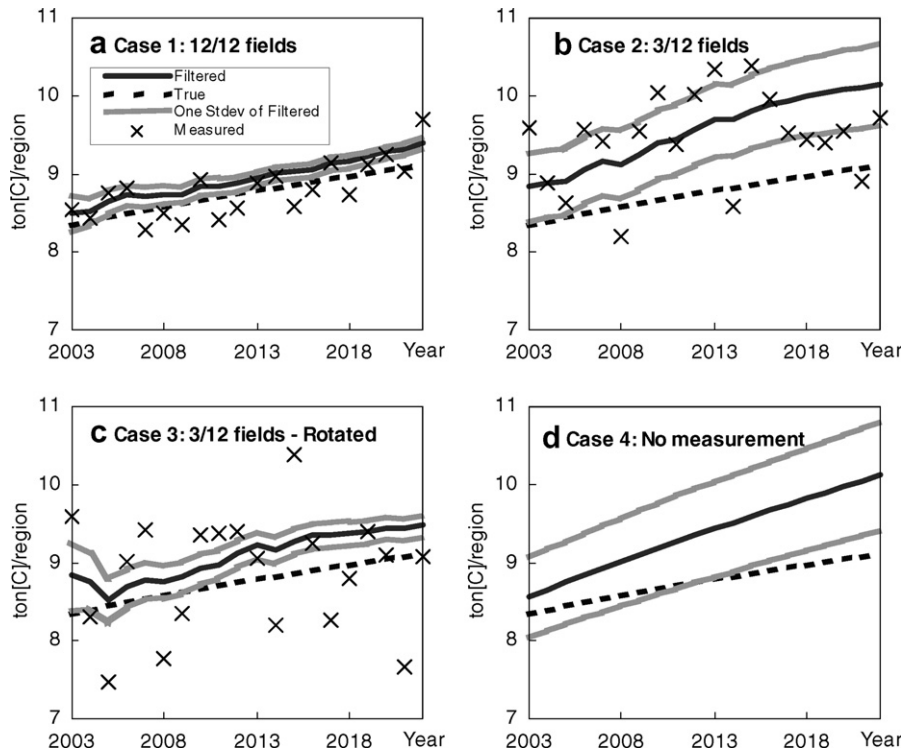 a Case 1: 12/12 fields
Filtered
True
One Stdev of Filtered
Measured
11
10
9
8
7
ton[C]/region
2003 2008 2013 2018 Year
b Case 2: 3/12 fields
11
10
9
8
7
ton[C]/region
2003 2008 2013 2018 Year
c Case 3: 3/12 fields - Rotated
11
10
9
8
7
ton[C]/region
2003 2008 2013 2018 Year
d Case 4: No measurement
11
10
9
8
7
ton[C]/region
2003 2008 2013 2018 Year